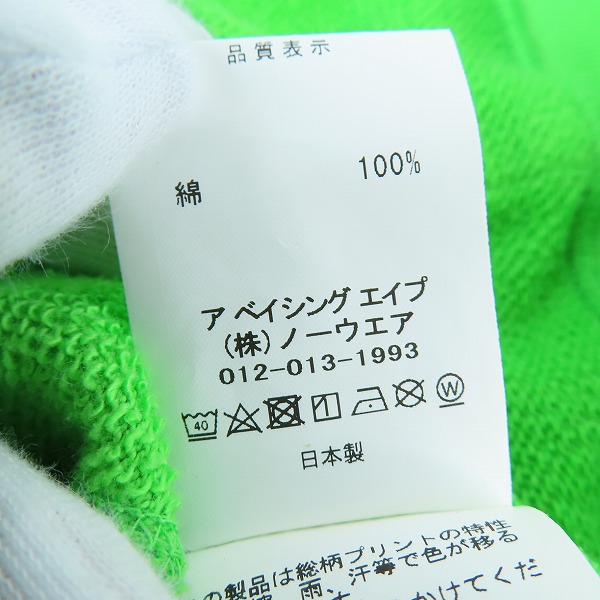 品質表示
綿 100%
ア ベイシング エイプ
(株)ノーウエア
012-013-1993
40 W
日本製
の製品は総柄プリントの特性
雨、汗等で色が移る
かけてくだ